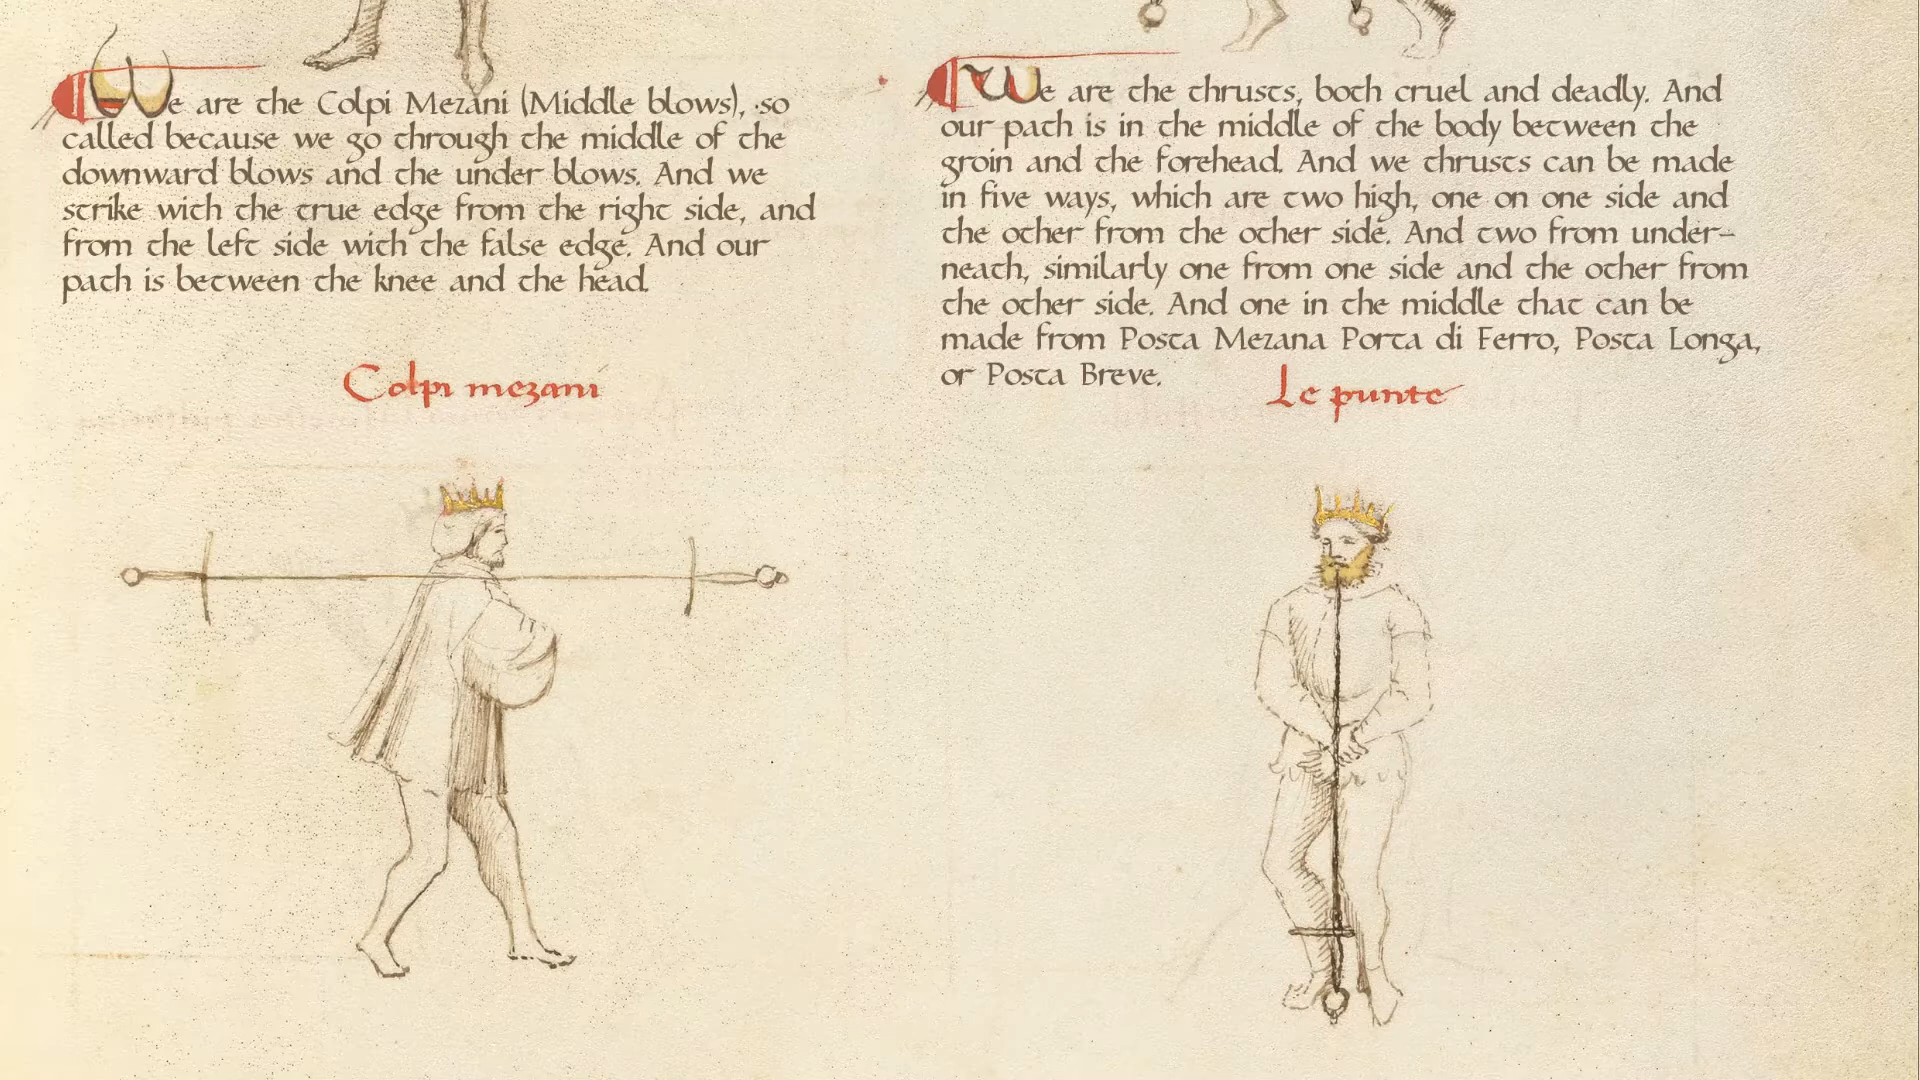 We are the Colpi Mezani (Middle blows), so
called because we go through the middle of the
downward blows and the under blows. And we
strike with the true edge from the right side, and
from the left side with the false edge. And our
path is between the knee and the head.
Colpi mezani
We are the thrusts, both cruel and deadly. And
our path is in the middle of the body between the
groin and the forehead. And we thrusts can be made
in five ways, which are two high, one on one side and
the other from the other side. And two from under-
neath, similarly one from one side and the other from
the other side. And one in the middle that can be
made from Posta Mezana Porta di Ferro, Posta Longa,
or Posta Breve.
Le punte